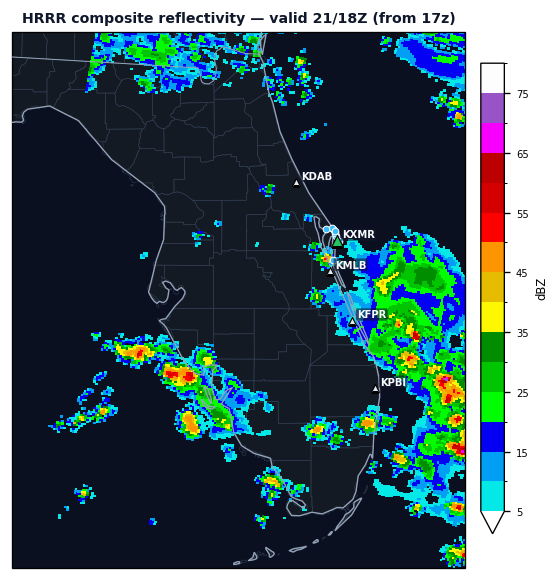 HRRR composite reflectivity — valid 21/18Z (from 17z)
KDAB
KXMR
KMLB
KFPR
KPBI
75
65
55
45
35
25
15
5
dBZ